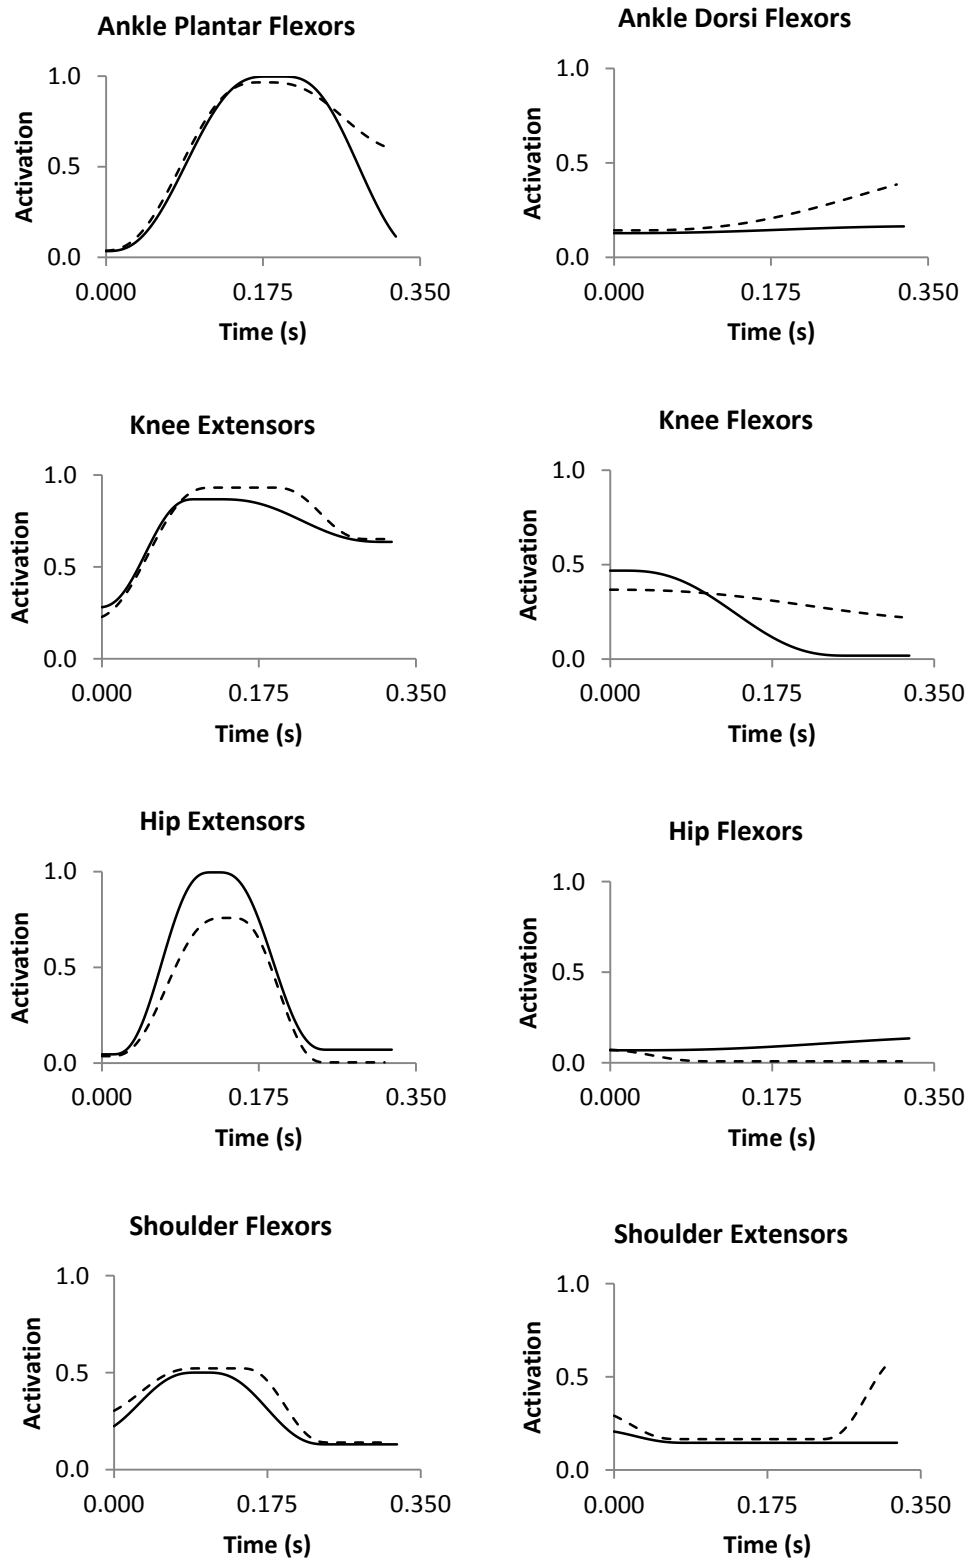 Ankle Plantar Flexors
1.0
0.5
0.0
Activation
0.000 0.175 0.350
Time (s)
Ankle Dorsi Flexors
1.0
0.5
0.0
Activation
0.000 0.175 0.350
Time (s)
Knee Extensors
1.0
0.5
0.0
Activation
0.000 0.175 0.350
Time (s)
Knee Flexors
1.0
0.5
0.0
Activation
0.000 0.175 0.350
Time (s)
Hip Extensors
1.0
0.5
0.0
Activation
0.000 0.175 0.350
Time (s)
Hip Flexors
1.0
0.5
0.0
Activation
0.000 0.175 0.350
Time (s)
Shoulder Flexors
1.0
0.5
0.0
Activation
0.000 0.175 0.350
Time (s)
Shoulder Extensors
1.0
0.5
0.0
Activation
0.000 0.175 0.350
Time (s)